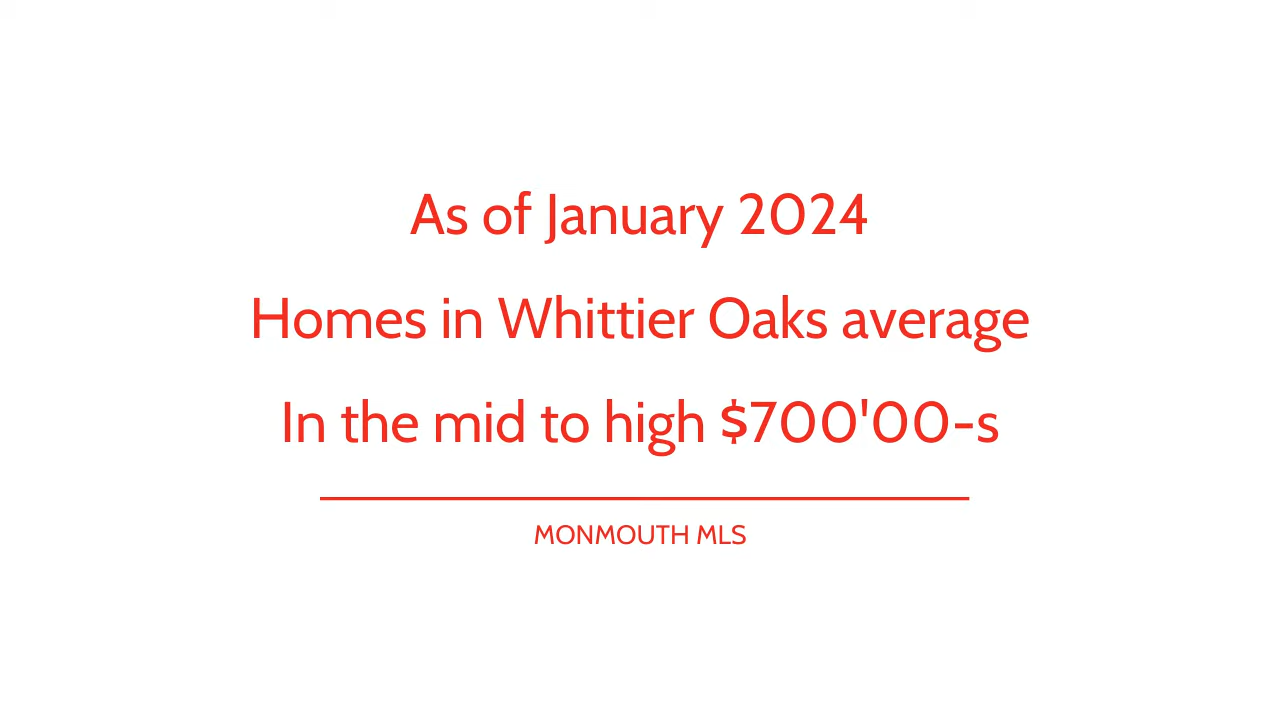 As of January 2024
Homes in Whittier Oaks average
In the mid to high $700'00-s
MONMOUTH MLS